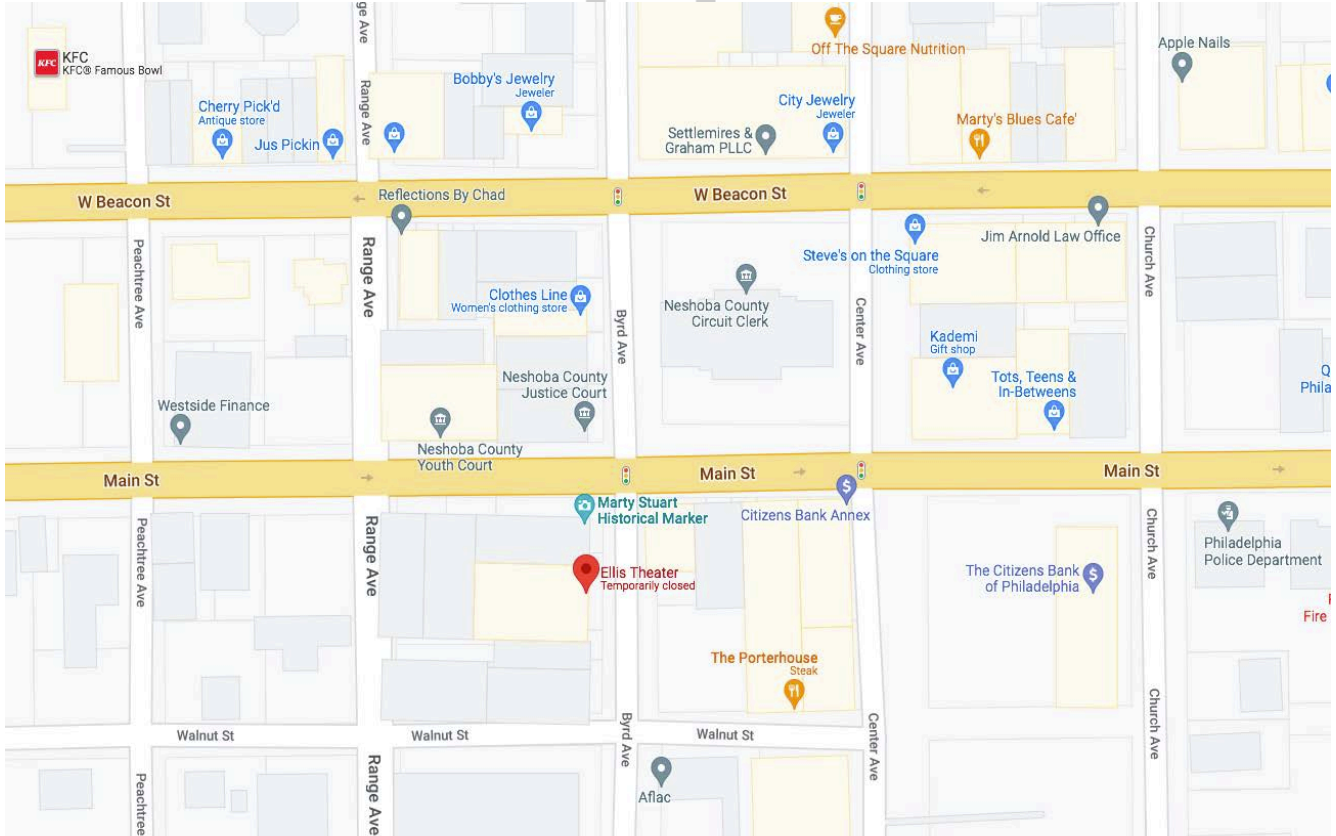 ge Ave
KFC
KFC
KFC® Famous Bowl
Off The Square Nutrition
Apple Nails
Range Ave
Bobby's Jewelry
Jeweler
Cherry Pick'd
Antique store
Jus Pickin
City Jewelry
Jeweler
Settlemires &
Graham PLLC
Marty's Blues Cafe'
W Beacon St
Reflections By Chad
W Beacon St
Jim Arnold Law Office
Peachtree Ave
Range Ave
Steve's on the Square
Clothing store
Church Ave
Clothes Line
Women's clothing store
Neshoba County
Circuit Clerk
Byrd Ave
Center Ave
Kademi
Gift shop
Neshoba County
Justice Court
Tots, Teens &
In-Betweens
Q
Phila
Westside Finance
Neshoba County
Youth Court
Main St
Main St
Main St
Marty Stuart
Historical Marker
Citizens Bank Annex
$
Peachtree Ave
Range Ave
Church Ave
Philadelphia
Police Department
Ellis Theater
Temporarily closed
The Citizens Bank
of Philadelphia
$
Fire
The Porterhouse
Steak
Walnut St
Walnut St
Walnut St
Byrd Ave
Center Ave
Church Ave
Peachtree
Range Ave
Aflac